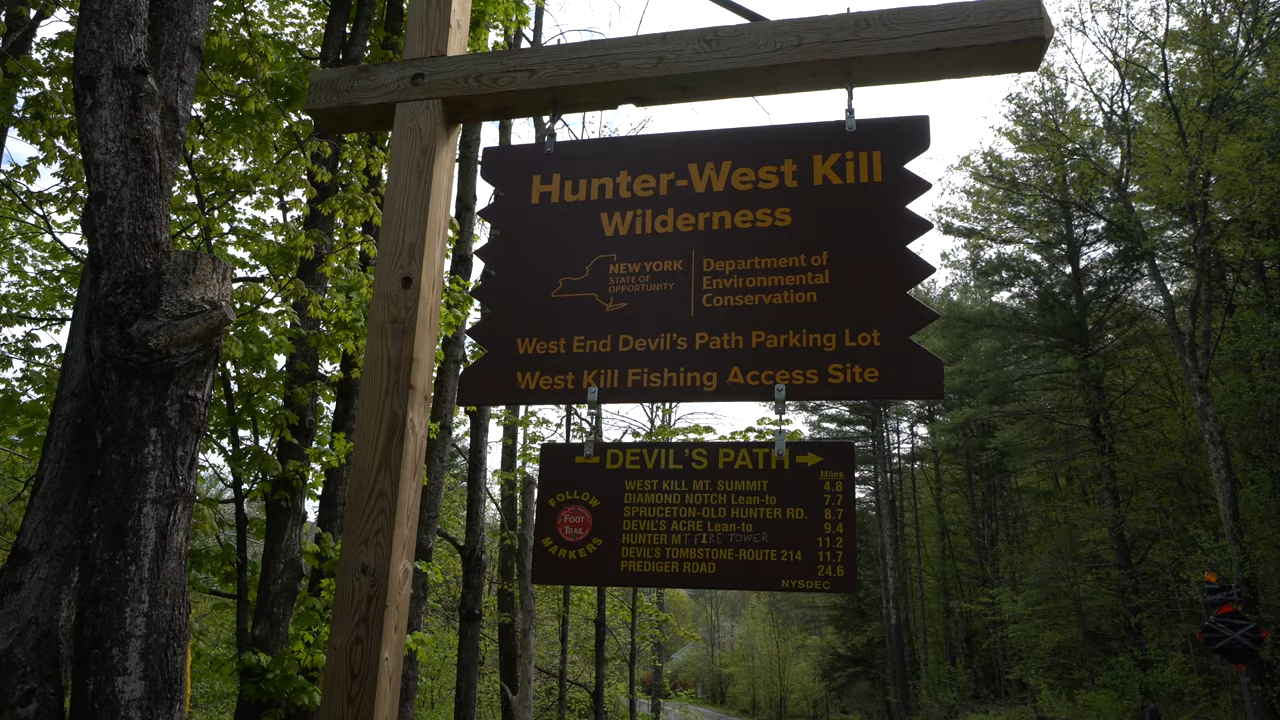 Hunter-West Kill
Wilderness
NEW YORK
STATE OF
OPPORTUNITY
Department of
Environmental
Conservation
West End Devil's Path Parking Lot
West Kill Fishing Access Site
DEVIL'S PATH
Miles
WEST KILL MT. SUMMIT 4.8
DIAMOND NOTCH Lean-to 7.7
SPRUCETON-OLD HUNTER RD. 8.7
DEVIL'S ACRE Lean-to 9.4
HUNTER MT. FIRE TOWER 11.2
DEVIL'S TOMBSTONE-ROUTE 214 11.7
PREDIGER ROAD 24.6
NYSDEC
FOLLOW
FOOT
TRAIL
MARKERS